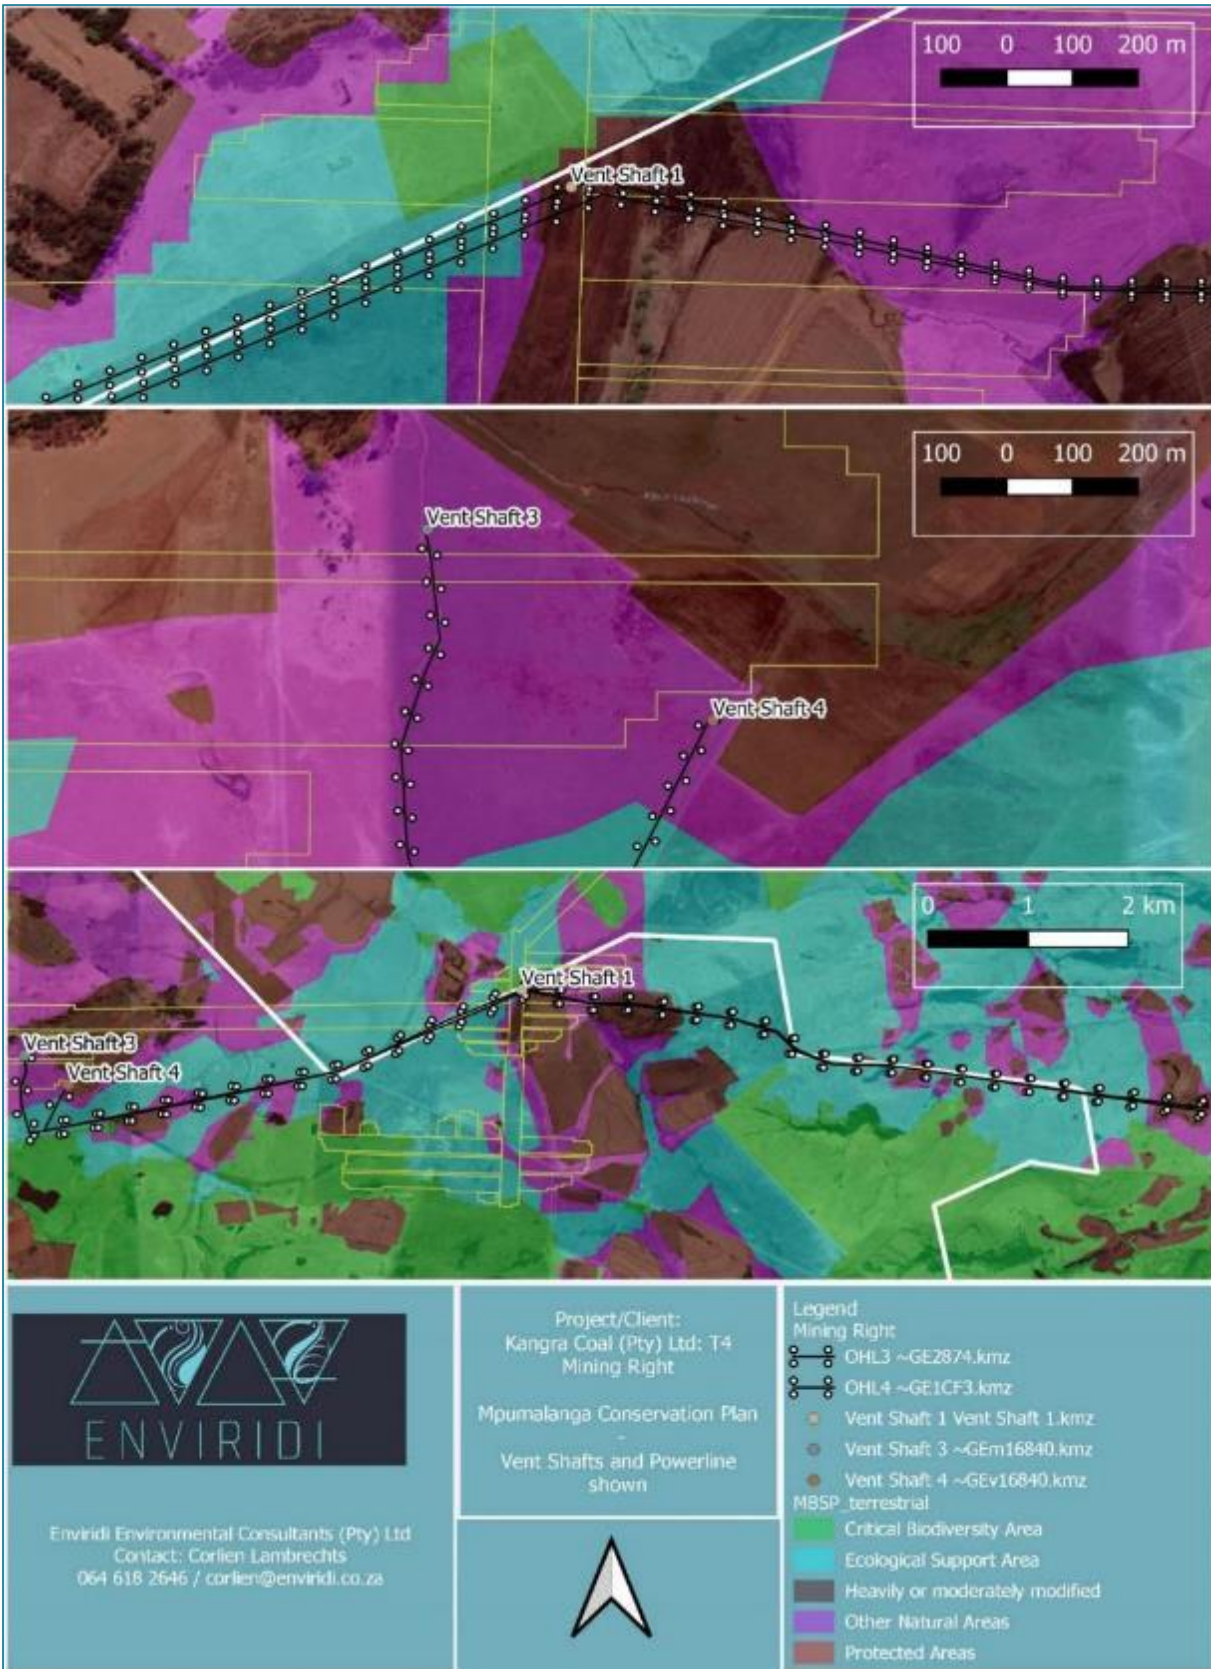 100 0 100 200 m
Vent Shaft 1
100 0 100 200 m
Vent Shaft 3
Vent Shaft 4
0 1 2 km
Vent Shaft 1
Vent Shaft 3
Vent Shaft 4
ENVIRIDI
Enviridi Environmental Consultants (Pty) Ltd
Contact: Corlien Lambrechts
064 618 2646 / corlien@enviridi.co.za
Project/Client:
Kangra Coal (Pty) Ltd: T4
Mining Right
Mpumalanga Conservation Plan
-
Vent Shafts and Powerline
shown
Legend
Mining Right
OHL3 ~GE2874.kmz
OHL4 ~GE1CF3.kmz
Vent Shaft 1 Vent Shaft 1.kmz
Vent Shaft 3 ~GEm16840.kmz
Vent Shaft 4 ~GEv16840.kmz
MBSP_terrestrial
Critical Biodiversity Area
Ecological Support Area
Heavily or moderately modified
Other Natural Areas
Protected Areas